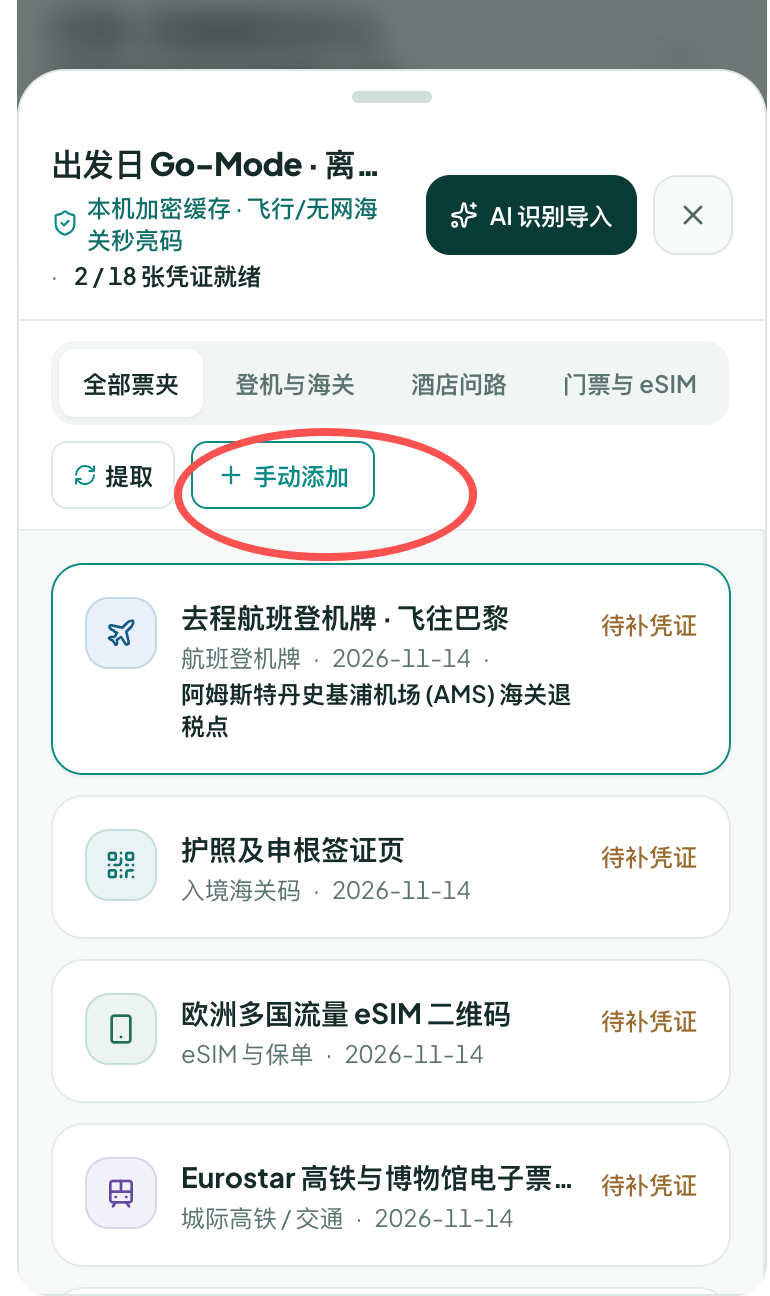 出发日 Go-Mode · 离...
本机加密缓存 · 飞行/无网海
关秒亮码
· 2 / 18 张凭证就绪
AI 识别导入
全部票夹
登机与海关
酒店问路
门票与 eSIM
提取
手动添加
去程航班登机牌 · 飞往巴黎
待补凭证
航班登机牌 · 2026-11-14 ·
阿姆斯特丹史基浦机场 (AMS) 海关退
税点
护照及申根签证页
待补凭证
入境海关码 · 2026-11-14
欧洲多国流量 eSIM 二维码
待补凭证
eSIM 与保单 · 2026-11-14
Eurostar 高铁与博物馆电子票...
待补凭证
城际高铁 / 交通 · 2026-11-14